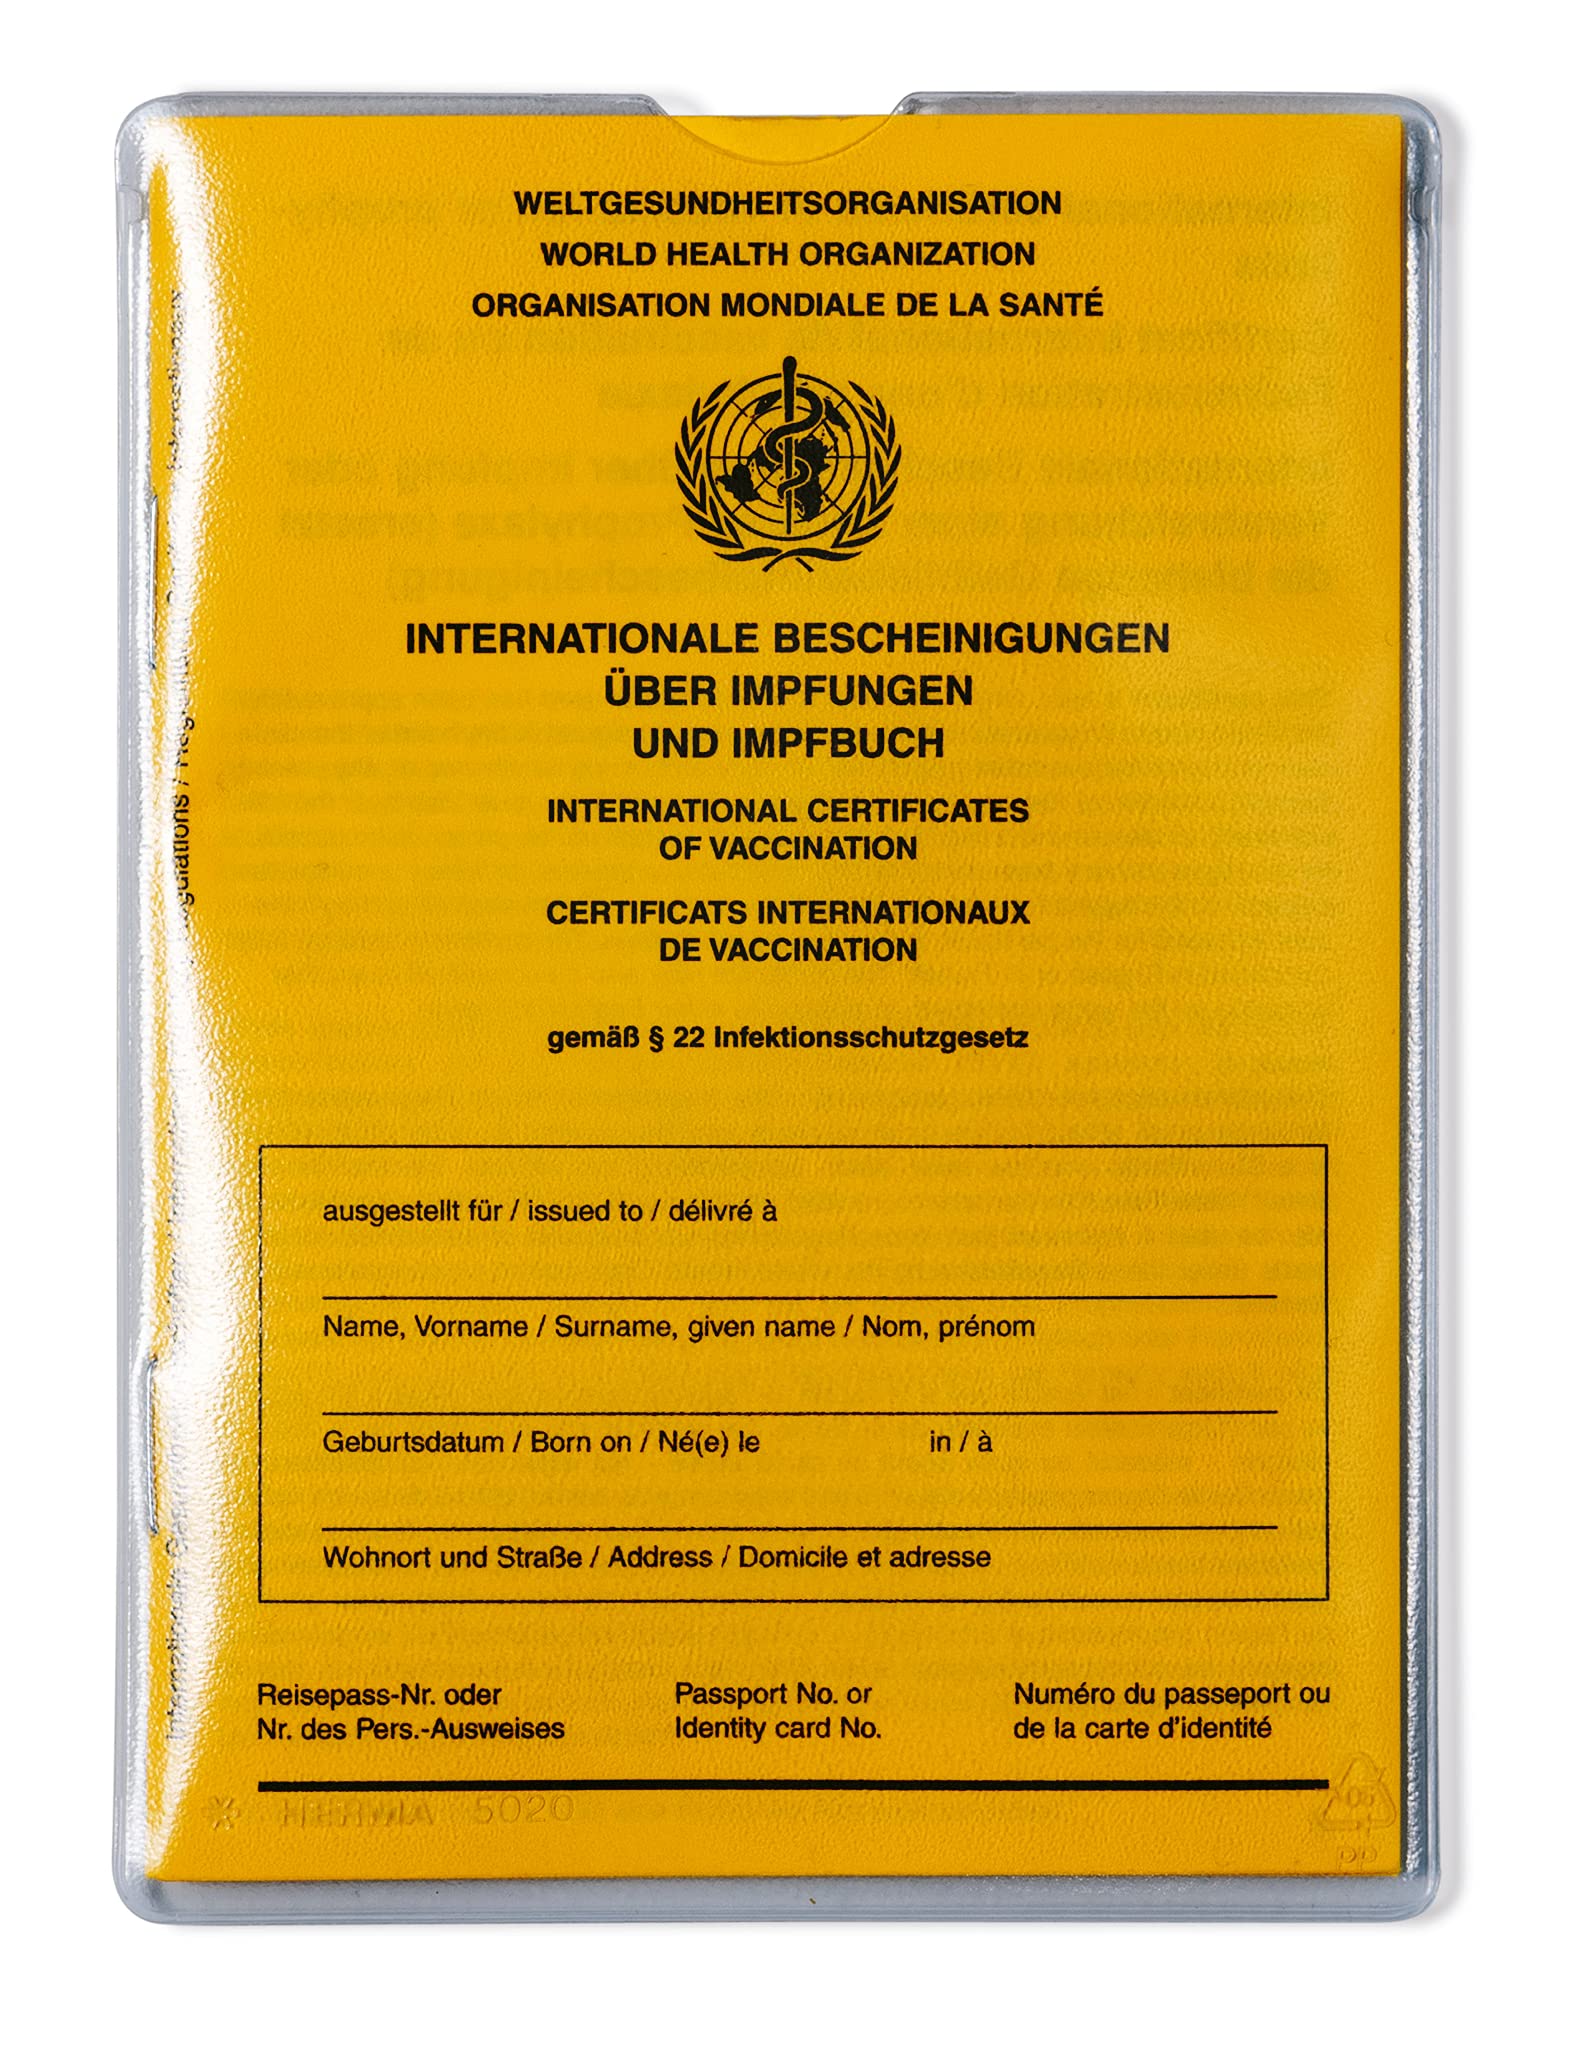 WELTGESUNDHEITSORGANISATION
WORLD HEALTH ORGANIZATION
ORGANISATION MONDIALE DE LA SANTÉ
INTERNATIONALE BESCHEINIGUNGEN
ÜBER IMPFUNGEN
UND IMPFBUCH
INTERNATIONAL CERTIFICATES
OF VACCINATION
CERTIFICATS INTERNATIONAUX
DE VACCINATION
gemäß § 22 Infektionsschutzgesetz
ausgestellt für / issued to / délivré à
Name, Vorname / Surname, given name / Nom, prénom
Geburtsdatum / Born on / Né(e) le in / à
Wohnort und Straße / Address / Domicile et adresse
Reisepass-Nr. oder
Nr. des Pers.-Ausweises
Passport No. or
Identity card No.
Numéro du passeport ou
de la carte d'identité
HERMA 5020
05
PP